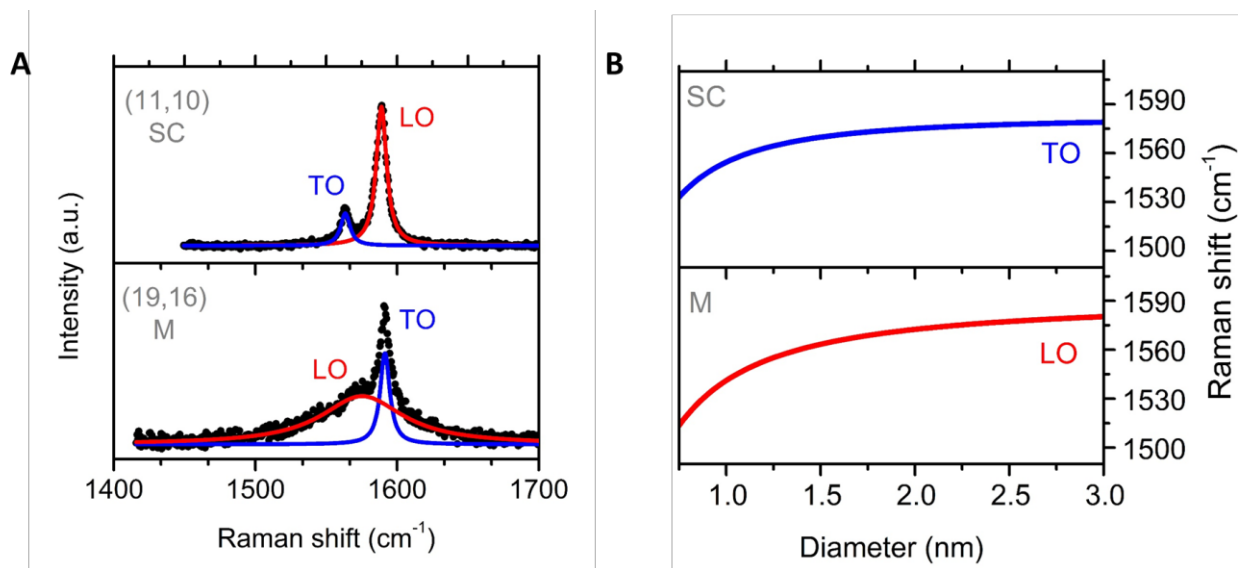 A
(11,10)
SC
LO
TO
(19,16)
M
TO
LO
1400 1500 1600 1700
Raman shift (cm-1)
Intensity (a.u.)
B
SC
TO
1590
1560
1530
1500
M
LO
1590
1560
1530
1500
1.0 1.5 2.0 2.5 3.0
Diameter (nm)
Raman shift (cm-1)